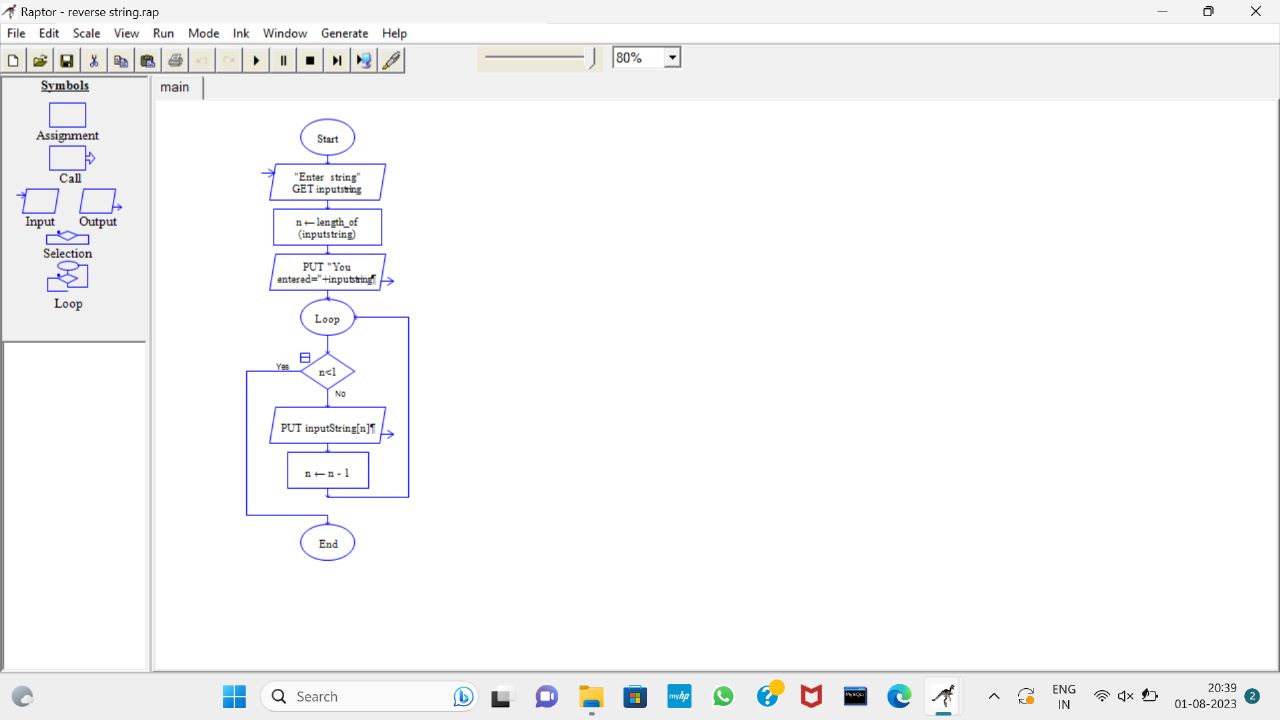 Raptor - reverse string.rap
File Edit Scale View Run Mode Ink Window Generate Help
80%
Symbols
Assignment
Call
Input Output
Selection
Loop
main
Start
"Enter string"
GET inputstring
n ← length_of
(inputstring)
PUT "You
entered="+inputstring¶
Loop
Yes
n<1
No
PUT inputString[n]¶
n ← n - 1
End
Search
myhp
MySQL
ENG
IN
20:39
01-08-2023
2